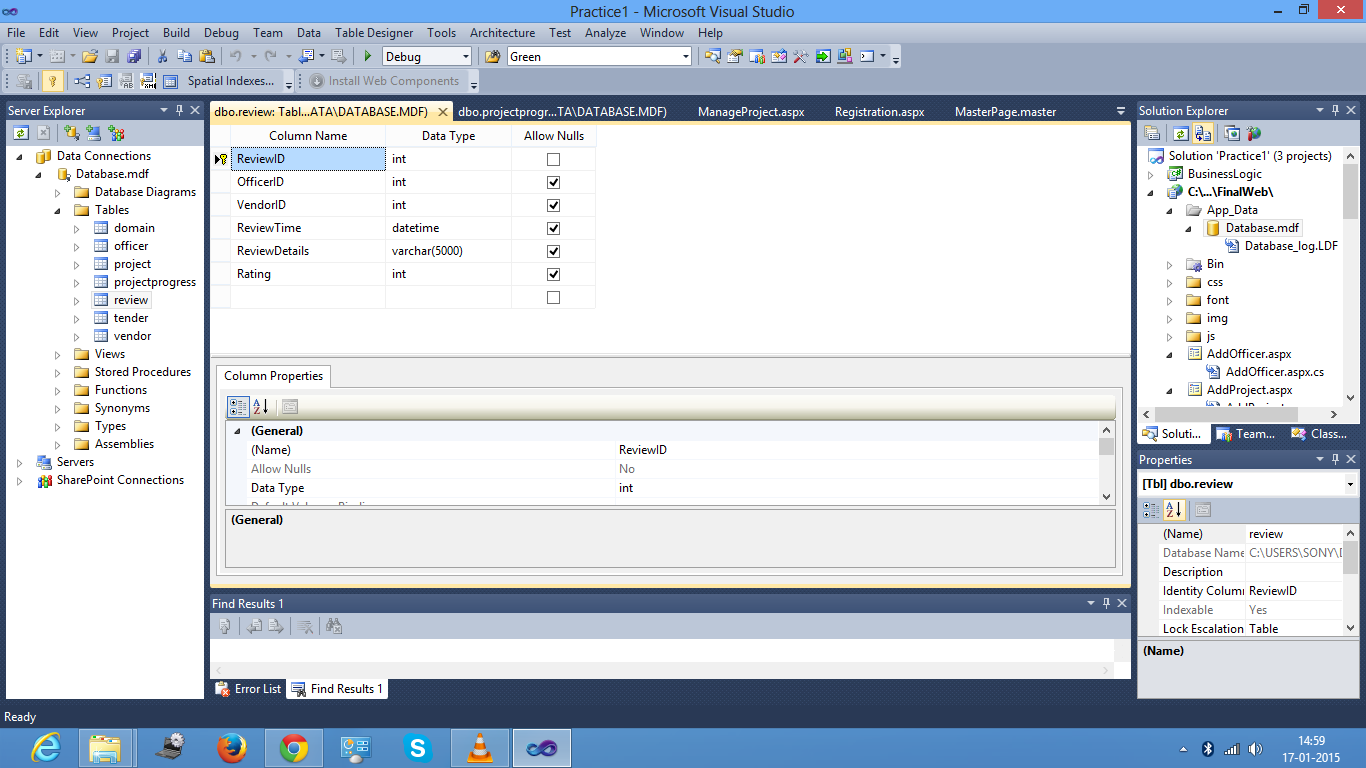 Practice1 - Microsoft Visual Studio
File Edit View Project Build Debug Team Data Table Designer Tools Architecture Test Analyze Window Help
Debug Green
Spatial Indexes... Install Web Components
Server Explorer
Data Connections
Database.mdf
Database Diagrams
Tables
domain
officer
project
projectprogress
review
tender
vendor
Views
Stored Procedures
Functions
Synonyms
Types
Assemblies
Servers
SharePoint Connections
dbo.review: Tabl...ATA\DATABASE.MDF) dbo.projectprogr...TA\DATABASE.MDF) ManageProject.aspx Registration.aspx MasterPage.master
Column Name Data Type Allow Nulls
ReviewID int
OfficerID int
VendorID int
ReviewTime datetime
ReviewDetails varchar(5000)
Rating int
Column Properties
(General)
(Name) ReviewID
Allow Nulls No
Data Type int
(General)
Find Results 1
Error List Find Results 1
Solution Explorer
Solution 'Practice1' (3 projects)
BusinessLogic
C:\...\FinalWeb\
App_Data
Database.mdf
Database_log.LDF
Bin
css
font
img
js
AddOfficer.aspx
AddOfficer.aspx.cs
AddProject.aspx
Soluti... Team... Class...
Properties
[Tbl] dbo.review
(Name) review
Database Name C:\USERS\SONY\
Description
Identity Colum ReviewID
Indexable Yes
Lock Escalation Table
(Name)
Ready
14:59
17-01-2015